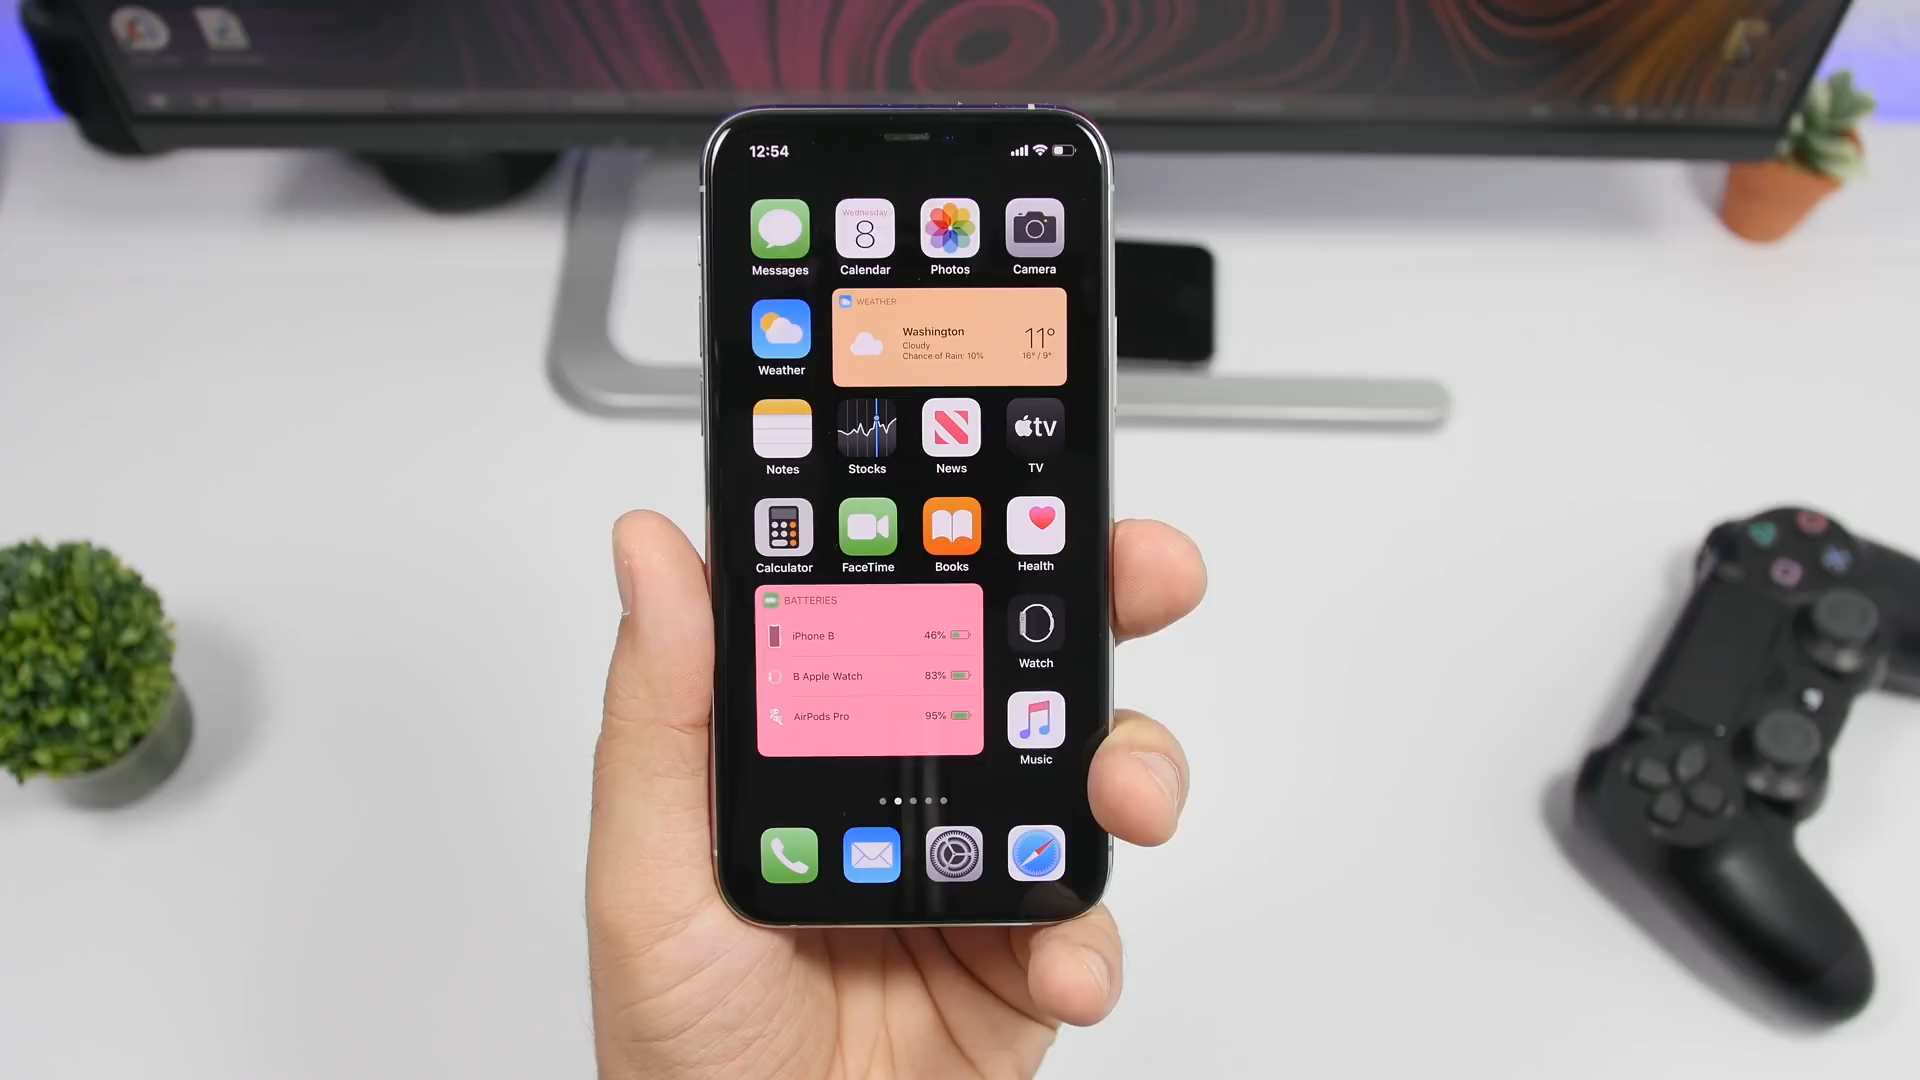 12:54
Wednesday
8
Messages
Calendar
Photos
Camera
WEATHER
Washington
Cloudy
Chance of Rain: 10%
11°
16° / 9°
Weather
tv
Notes
Stocks
News
TV
Calculator
FaceTime
Books
Health
BATTERIES
iPhone B 46%
B Apple Watch 83%
AirPods Pro 95%
Watch
Music